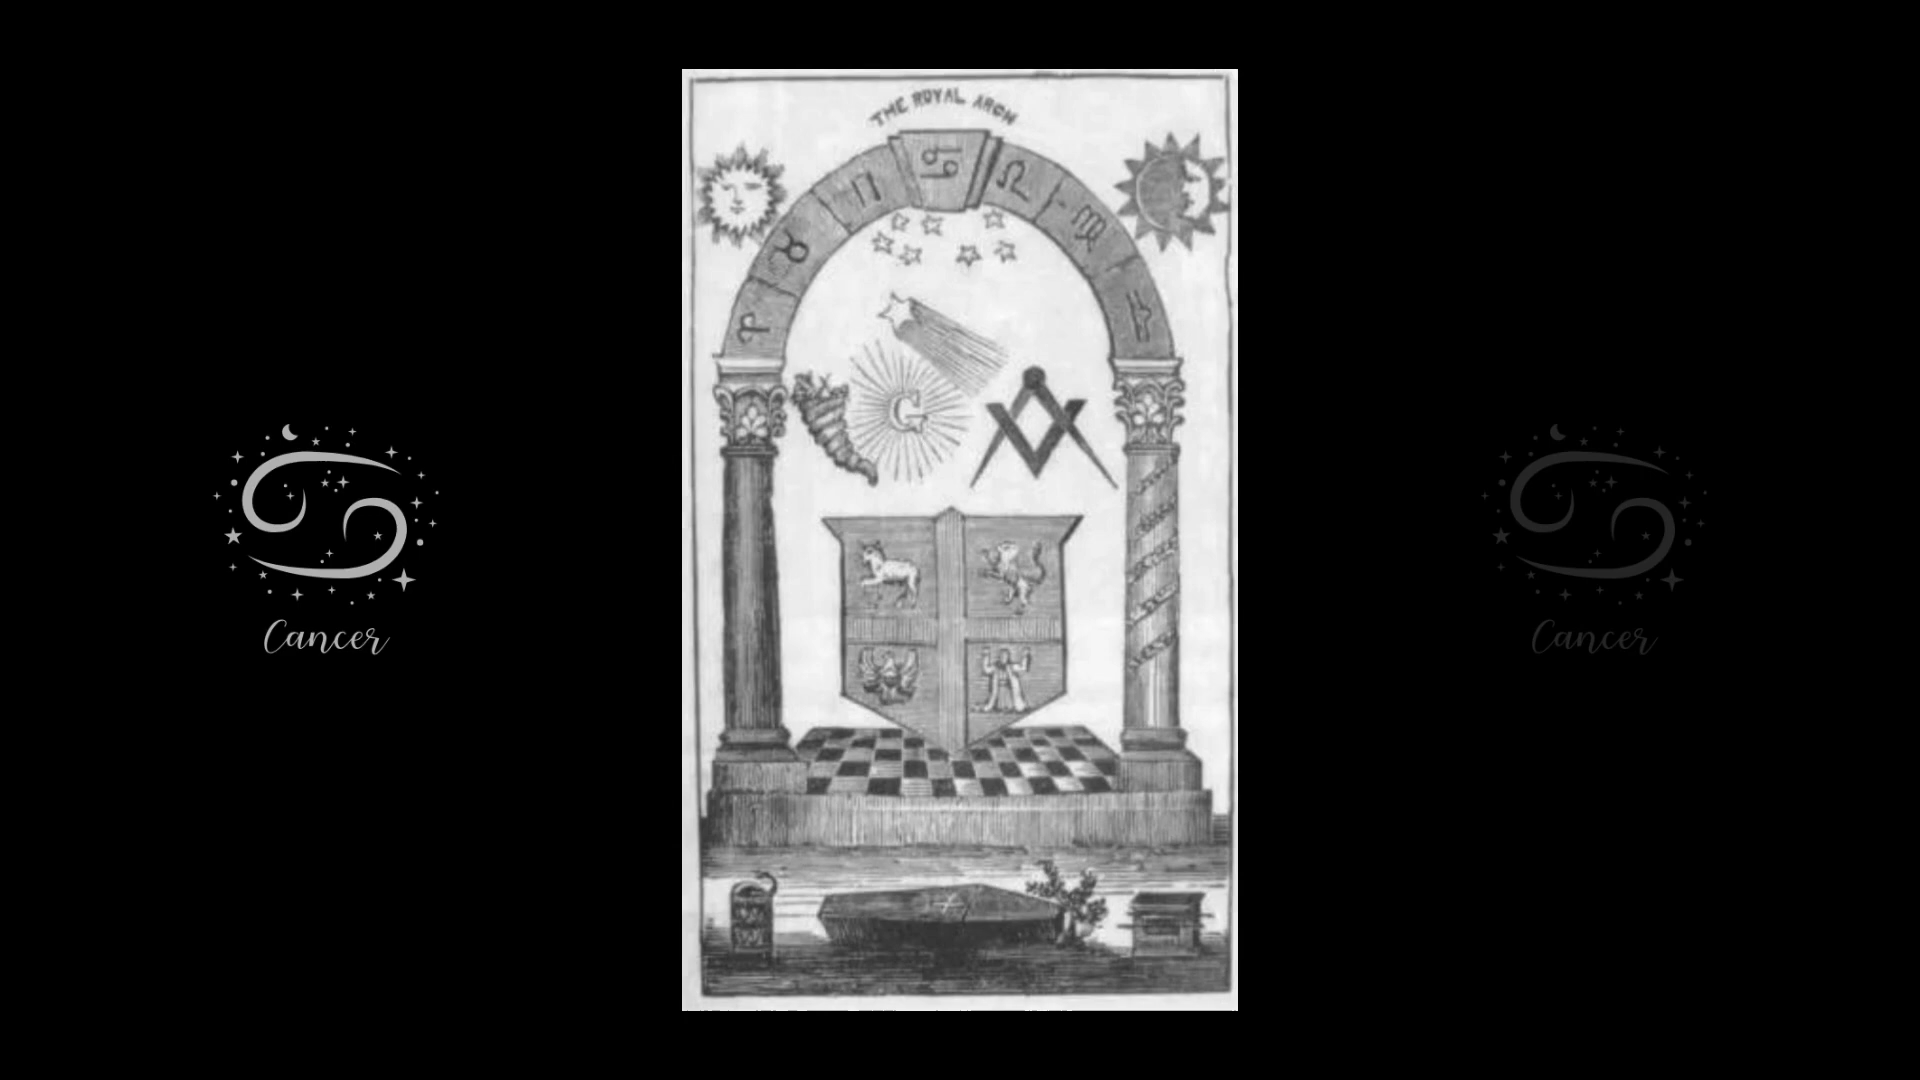 THE ROYAL ARCH
♈ ♉ ♊ ♋ ♌ ♍ ♎
G
Cancer
Cancer